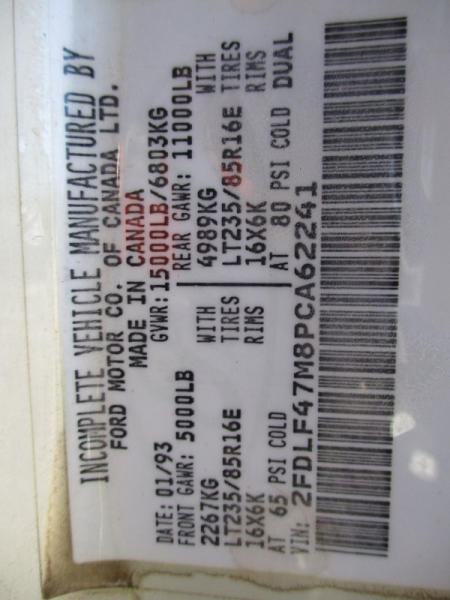 INCOMPLETE VEHICLE MANUFACTURED BY
FORD MOTOR CO. OF CANADA LTD.
MADE IN CANADA
DATE: 01/93 GVWR: 15000LB/6803KG
FRONT GAWR: 5000LB REAR GAWR: 11000LB
2267KG WITH 4989KG WITH
LT235/85R16E TIRES LT235/85R16E TIRES
16X6K RIMS 16X6K RIMS
AT 65 PSI COLD AT 80 PSI COLD DUAL
VIN: 2FDLF47M8PCA62241